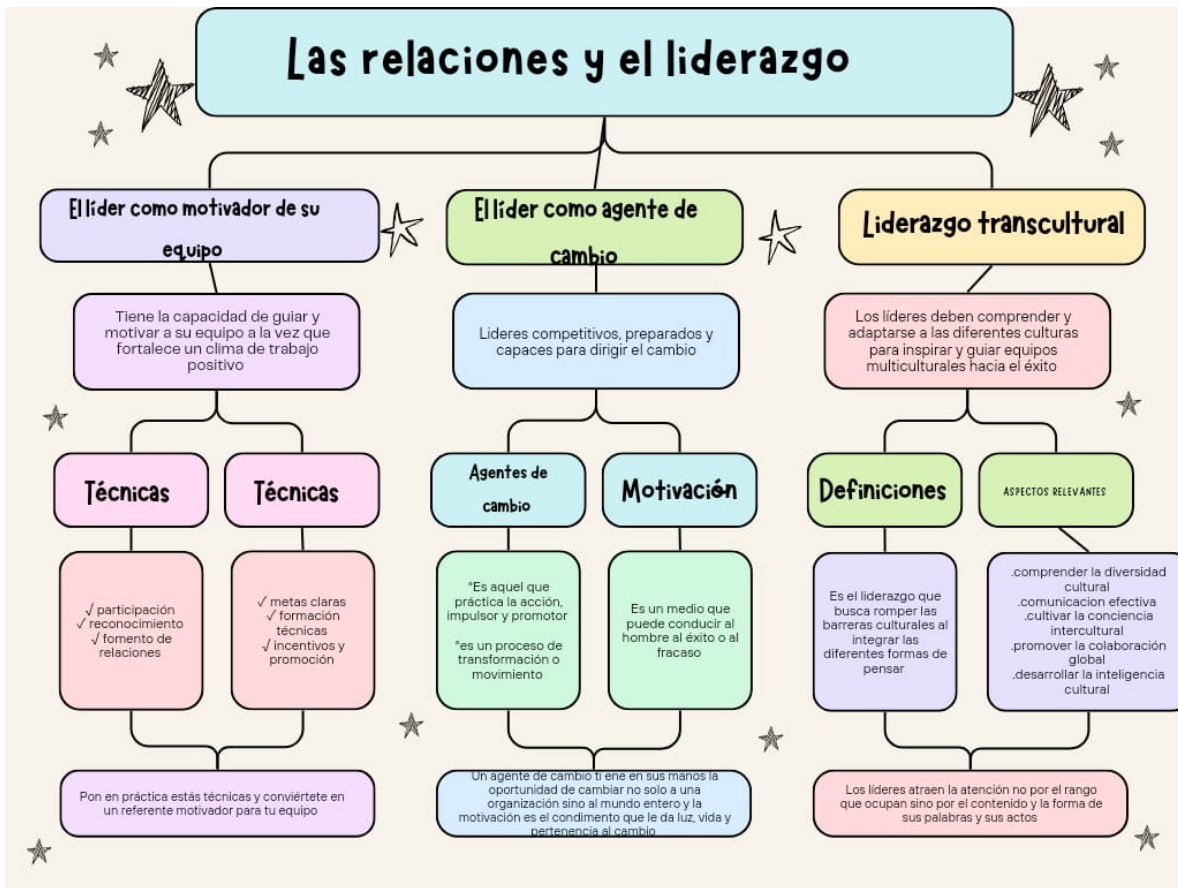 Las relaciones y el liderazgo
El líder como motivador de su
equipo
El líder como agente de
cambio
Liderazgo transcultural
Tiene la capacidad de guiar y
motivar a su equipo a la vez que
fortalece un clima de trabajo
positivo
Lideres competitivos, preparados y
capaces para dirigir el cambio
Los líderes deben comprender y
adaptarse a las diferentes culturas
para inspirar y guiar equipos
multiculturales hacia el éxito
Técnicas
Técnicas
Agentes de
cambio
Motivación
Definiciones
ASPECTOS RELEVANTES
√ participación
✓ reconocimiento
√ fomento de
relaciones
✓ metas claras
√ formación
técnicas
√ incentivos y
promoción
°Es aquel que
práctica la acción,
impulsor y promotor
°es un proceso de
transformación o
movimiento
Es un medio que
puede conducir al
hombre al éxito o al
fracaso
Es el liderazgo que
busca romper las
barreras culturales al
integrar las
diferentes formas de
pensar
.comprender la diversidad
cultural
.comunicacion efectiva
.cultivar la conciencia
intercultural
.promover la colaboración
global
.desarrollar la inteligencia
cultural
Pon en práctica estás técnicas y conviértete en
un referente motivador para tu equipo
Un agente de cambio ti ene en sus manos la
oportunidad de cambiar no solo a una
organización sino al mundo entero y la
motivación es el condimento que le da luz, vida y
pertenencia al cambio
Los líderes atraen la atención no por el rango
que ocupan sino por el contenido y la forma de
sus palabras y sus actos